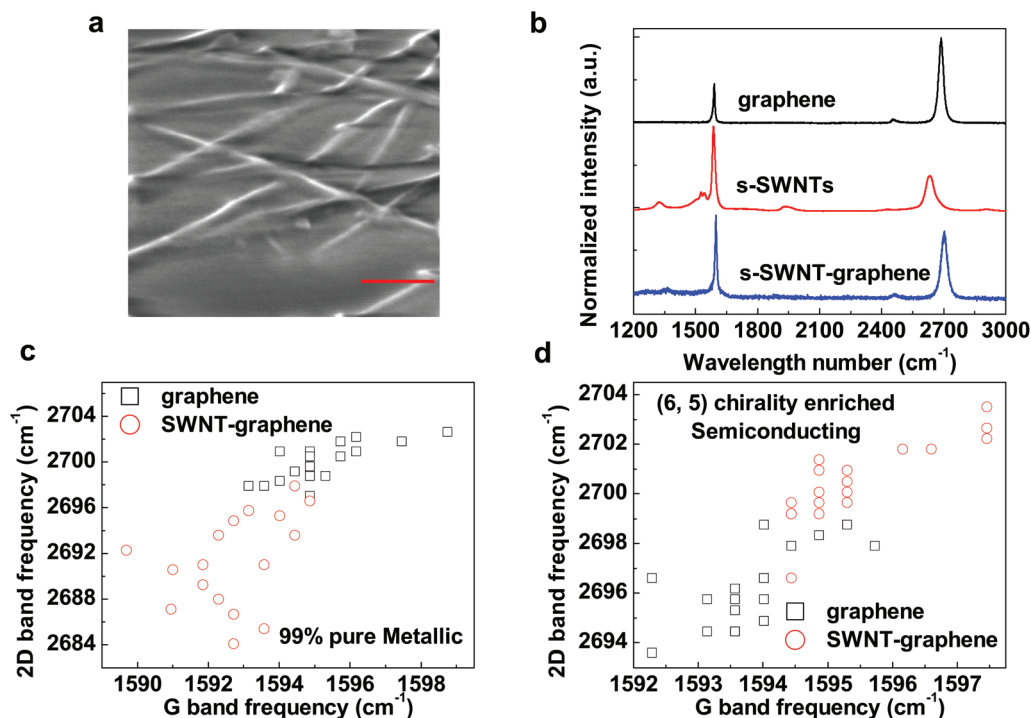 a
b
Normalized intensity (a.u.)
graphene
s-SWNTs
s-SWNT-graphene
1200 1500 1800 2100 2400 2700 3000
Wavelength number (cm-1)
c
2D band frequency (cm-1)
2704
2700
2696
2692
2688
2684
graphene
SWNT-graphene
99% pure Metallic
1590 1592 1594 1596 1598
G band frequency (cm-1)
d
2D band frequency (cm-1)
2704
2702
2700
2698
2696
2694
(6, 5) chirality enriched
Semiconducting
graphene
SWNT-graphene
1592 1593 1594 1595 1596 1597
G band frequency (cm-1)